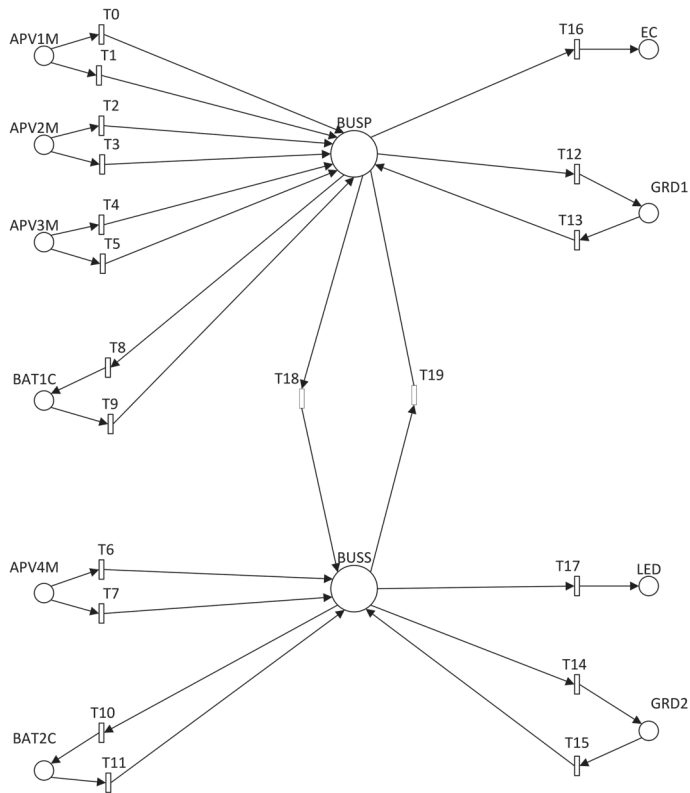 T0
T16
EC
APV1M
T1
T2
BUSP
APV2M
T3
T12
GRD1
T4
T13
APV3M
T5
T8
BAT1C
T18
T19
T9
T6
BUSS
T17
LED
APV4M
T7
T14
T10
GRD2
BAT2C
T11
T15